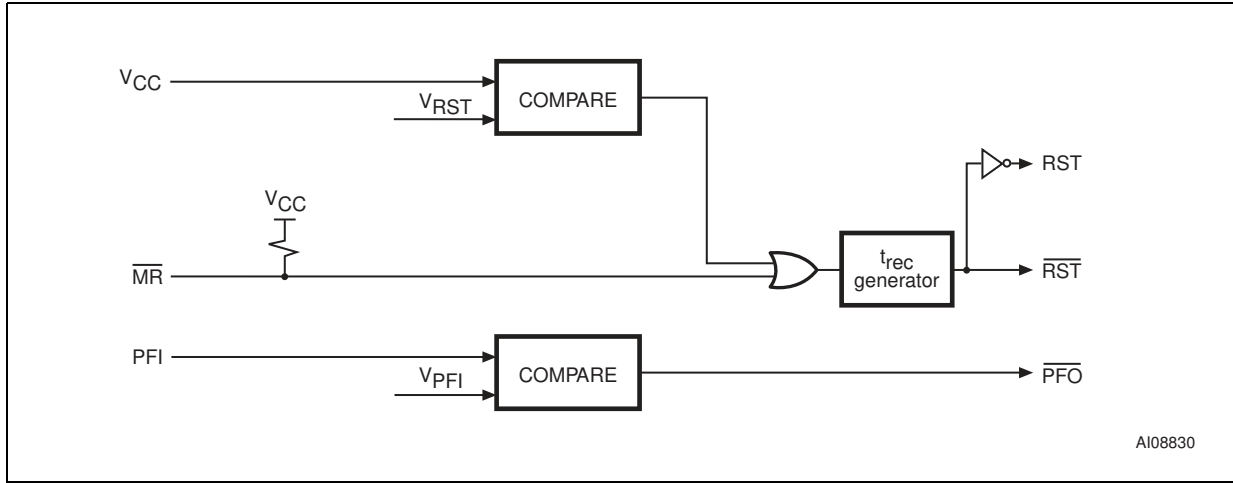 VCC
VRST
COMPARE
RST
VCC
MR
trec
generator
RST
PFI
VPFI
COMPARE
PFO
AI08830